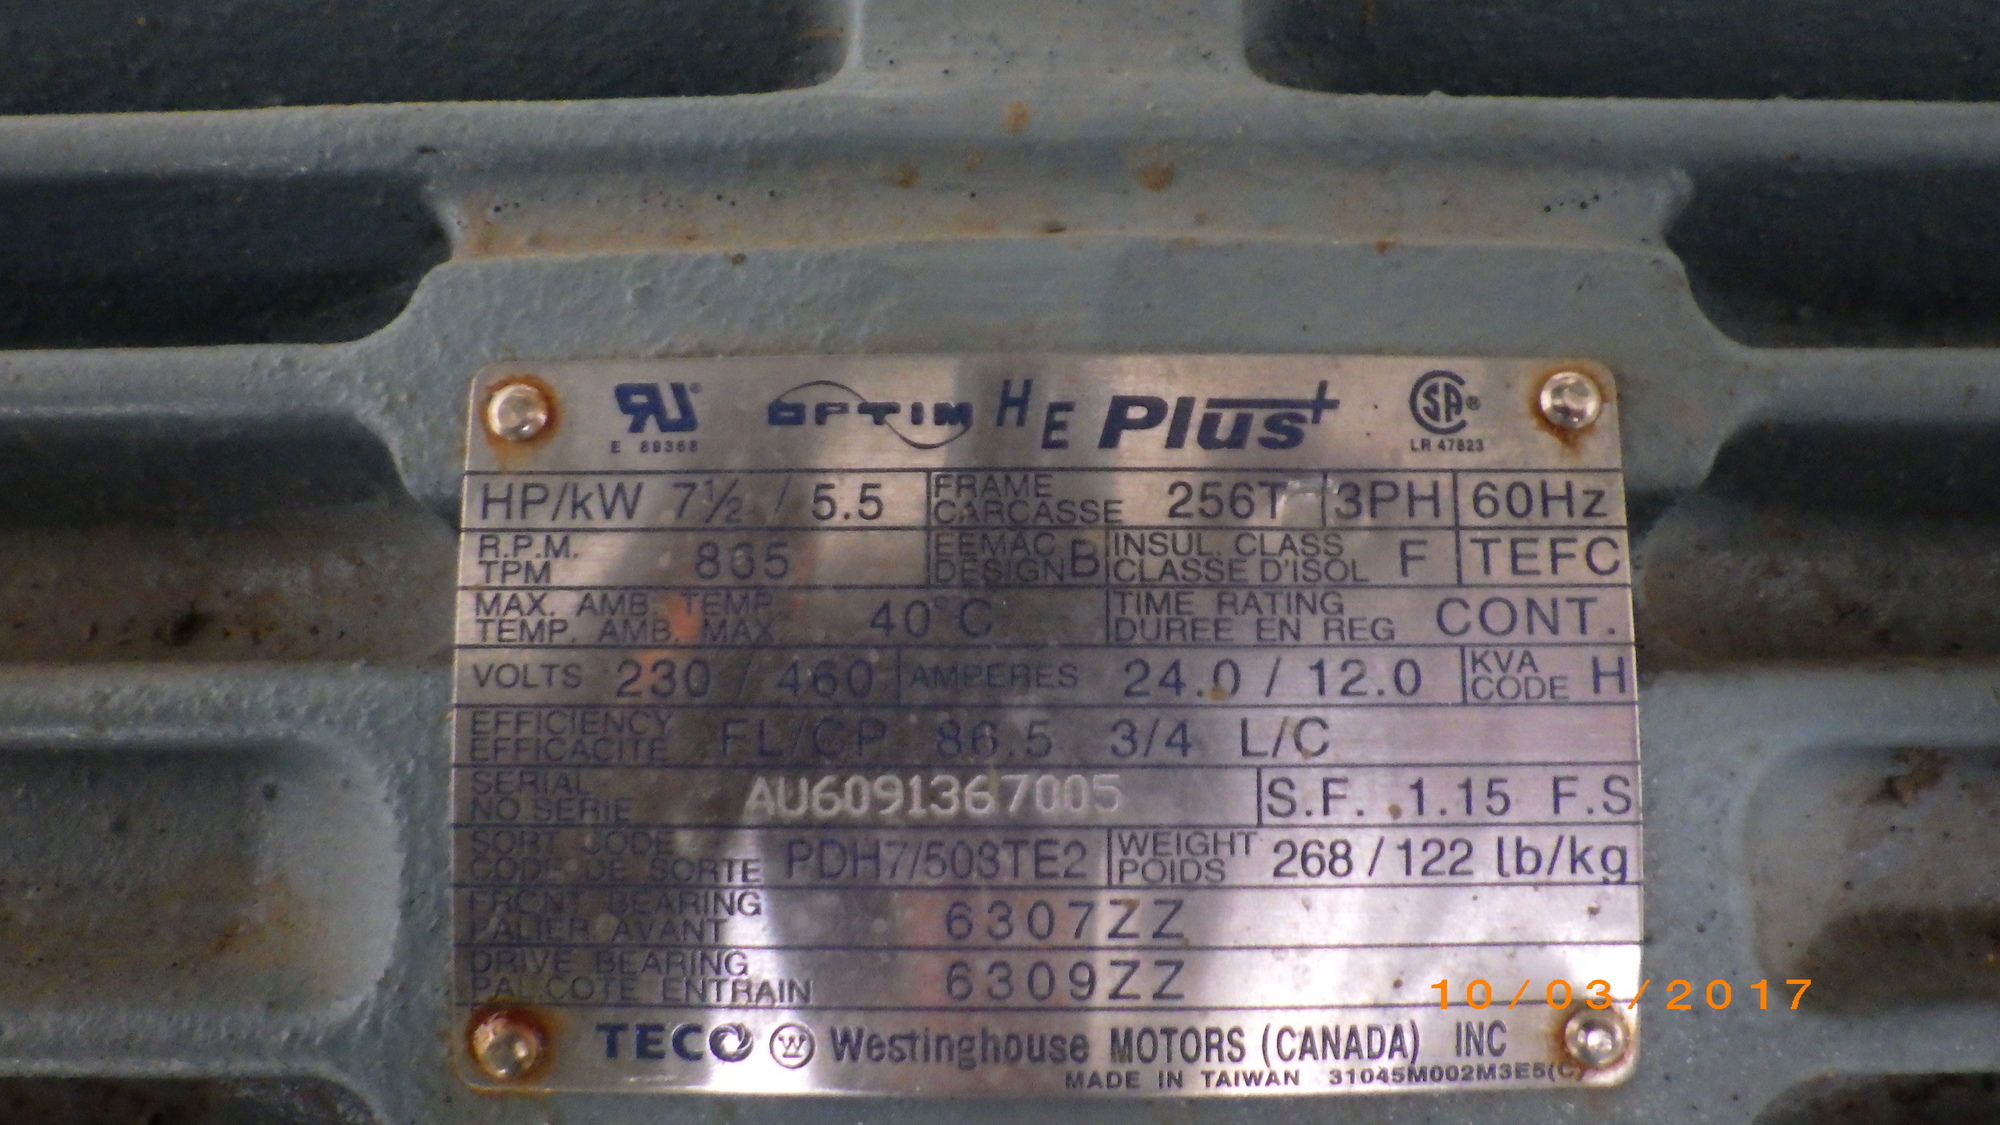 RU®
E 89368
OPTIM HE Plus+
CSA®
LR 47823
HP/kW 7½ / 5.5
FRAME
CARCASSE 256T
3PH
60Hz
R.P.M.
TPM 865
EEMAC
DESIGN B
INSUL. CLASS
CLASSE D'ISOL F
TEFC
MAX. AMB. TEMP.
TEMP. AMB. MAX 40°C
TIME RATING
DUREE EN REG CONT.
VOLTS 230 / 460
AMPERES 24.0 / 12.0
KVA
CODE H
EFFICIENCY
EFFICACITE FL/CP 86.5 3/4 L/C
SERIAL
NO SERIE AU6091367005
S.F. 1.15 F.S
SORT CODE
CODE DE SORTE PDH7/503TE2
WEIGHT
POIDS 268 / 122 lb/kg
FRONT BEARING
PALIER AVANT 6307ZZ
DRIVE BEARING
PAL.COTE ENTRAIN 6309ZZ
10/03/2017
TECO W Westinghouse MOTORS (CANADA) INC
MADE IN TAIWAN 31045M002M3E5(C)